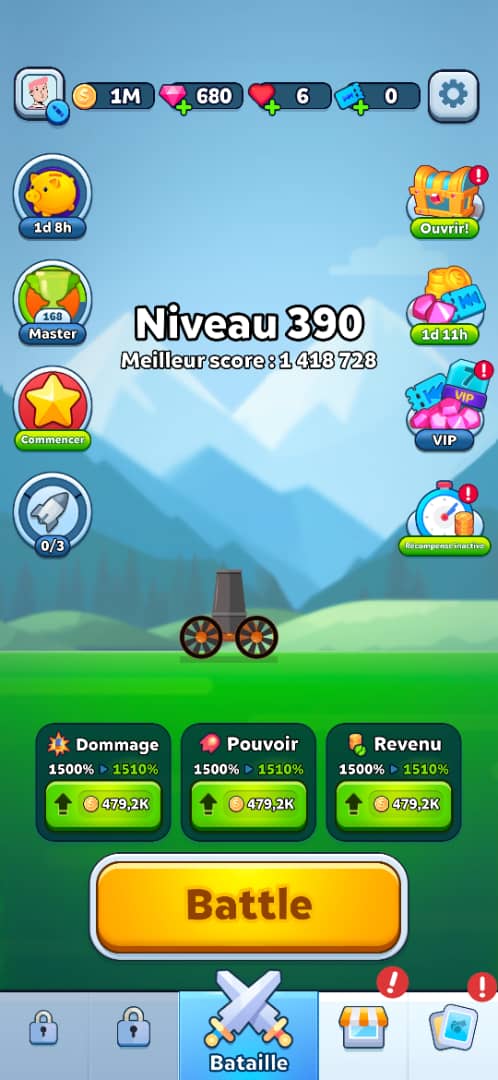 1M
680
6
0
1d 8h
Ouvrir!
168
Master
1d 11h
Niveau 390
Meilleur score : 1 418 728
7
VIP
Commencer
VIP
0/3
Récompense inactive
Dommage
1500% 1510%
479,2K
Pouvoir
1500% 1510%
479,2K
Revenu
1500% 1510%
479,2K
Battle
Bataille